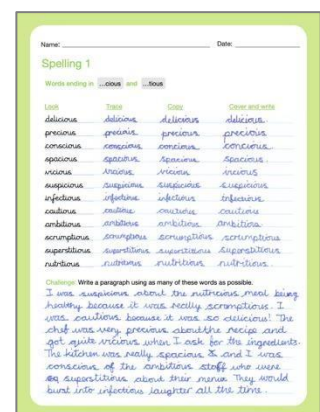 Name: Date:
Spelling 1
Words ending in ...cious and ...tious
Look Trace Copy Cover and write
delicious delicious delicious delicious
precious precious precious precious
conscious conscious concious concious
spacious spacious spacious spacious
vicious vicious vicious vicious
suspicious suspicious suspicious suspicious
infectious infectious infectious infectious
cautious cautious cautious cautious
ambitious ambitious ambitious ambitious
scrumptious scrumptious scrumptious scrumptious
superstitious superstitious superstitious superstitious
nutritious nutritious nutritious nutritious
Challenge: Write a paragraph using as many of these words as possible.
I was suspicious about the nutricious meal being
healthy because it was really scrumptious. I
was cautious because it was so delicious! The
chef was very precious about the recipe and
got quite vicious when I ask for the ingredients.
The kitchen was really spacious & and I was
conscious of the ambitious staff who were
superstitious about their menu. They would
burst into infectious laughter all the time.